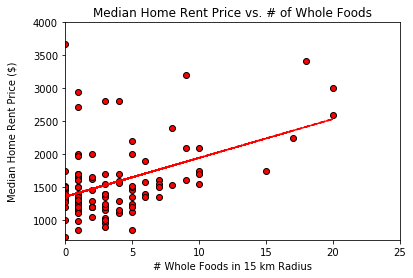 Median Home Rent Price vs. # of Whole Foods
Median Home Rent Price ($)
4000
3500
3000
2500
2000
1500
1000
0 5 10 15 20 25
# Whole Foods in 15 km Radius